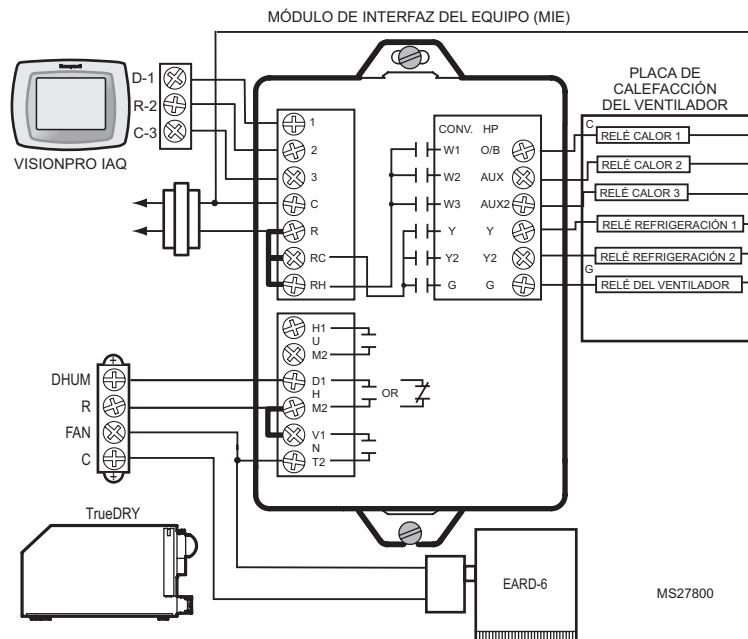 MÓDULO DE INTERFAZ DEL EQUIPO (MIE)
Honeywell
D-1
R-2
C-3
VISIONPRO IAQ
1
2
3
C
R
RC
RH
CONV. HP
W1 O/B
W2 AUX
W3 AUX2
Y Y
Y2 Y2
G G
PLACA DE
CALEFACCIÓN
DEL VENTILADOR
C
RELÉ CALOR 1
RELÉ CALOR 2
RELÉ CALOR 3
RELÉ REFRIGERACIÓN 1
RELÉ REFRIGERACIÓN 2
G
RELÉ DEL VENTILADOR
H1
U
M2
D1
H
M2
V1
N
T2
OR
DHUM
R
FAN
C
TrueDRY
EARD-6
MS27800